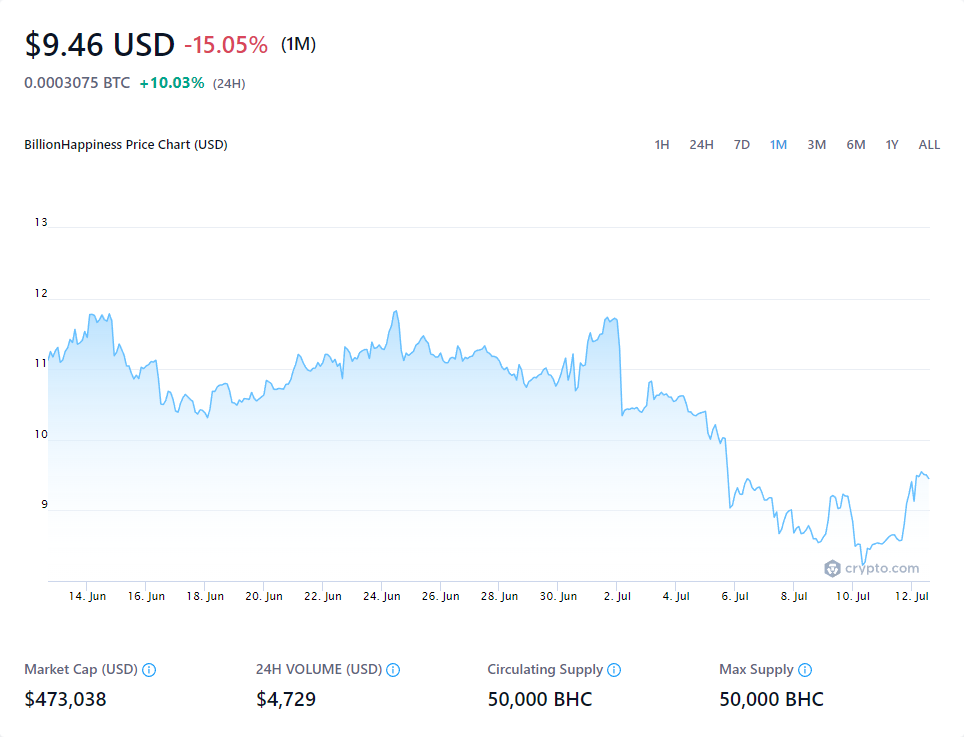 $9.46 USD -15.05% (1M)
0.0003075 BTC +10.03% (24H)
BillionHappiness Price Chart (USD) 1H 24H 7D 1M 3M 6M 1Y ALL
13
12
11
10
9
crypto.com
14. Jun 16. Jun 18. Jun 20. Jun 22. Jun 24. Jun 26. Jun 28. Jun 30. Jun 2. Jul 4. Jul 6. Jul 8. Jul 10. Jul 12. Jul
Market Cap (USD) 24H VOLUME (USD) Circulating Supply Max Supply
$473,038 $4,729 50,000 BHC 50,000 BHC